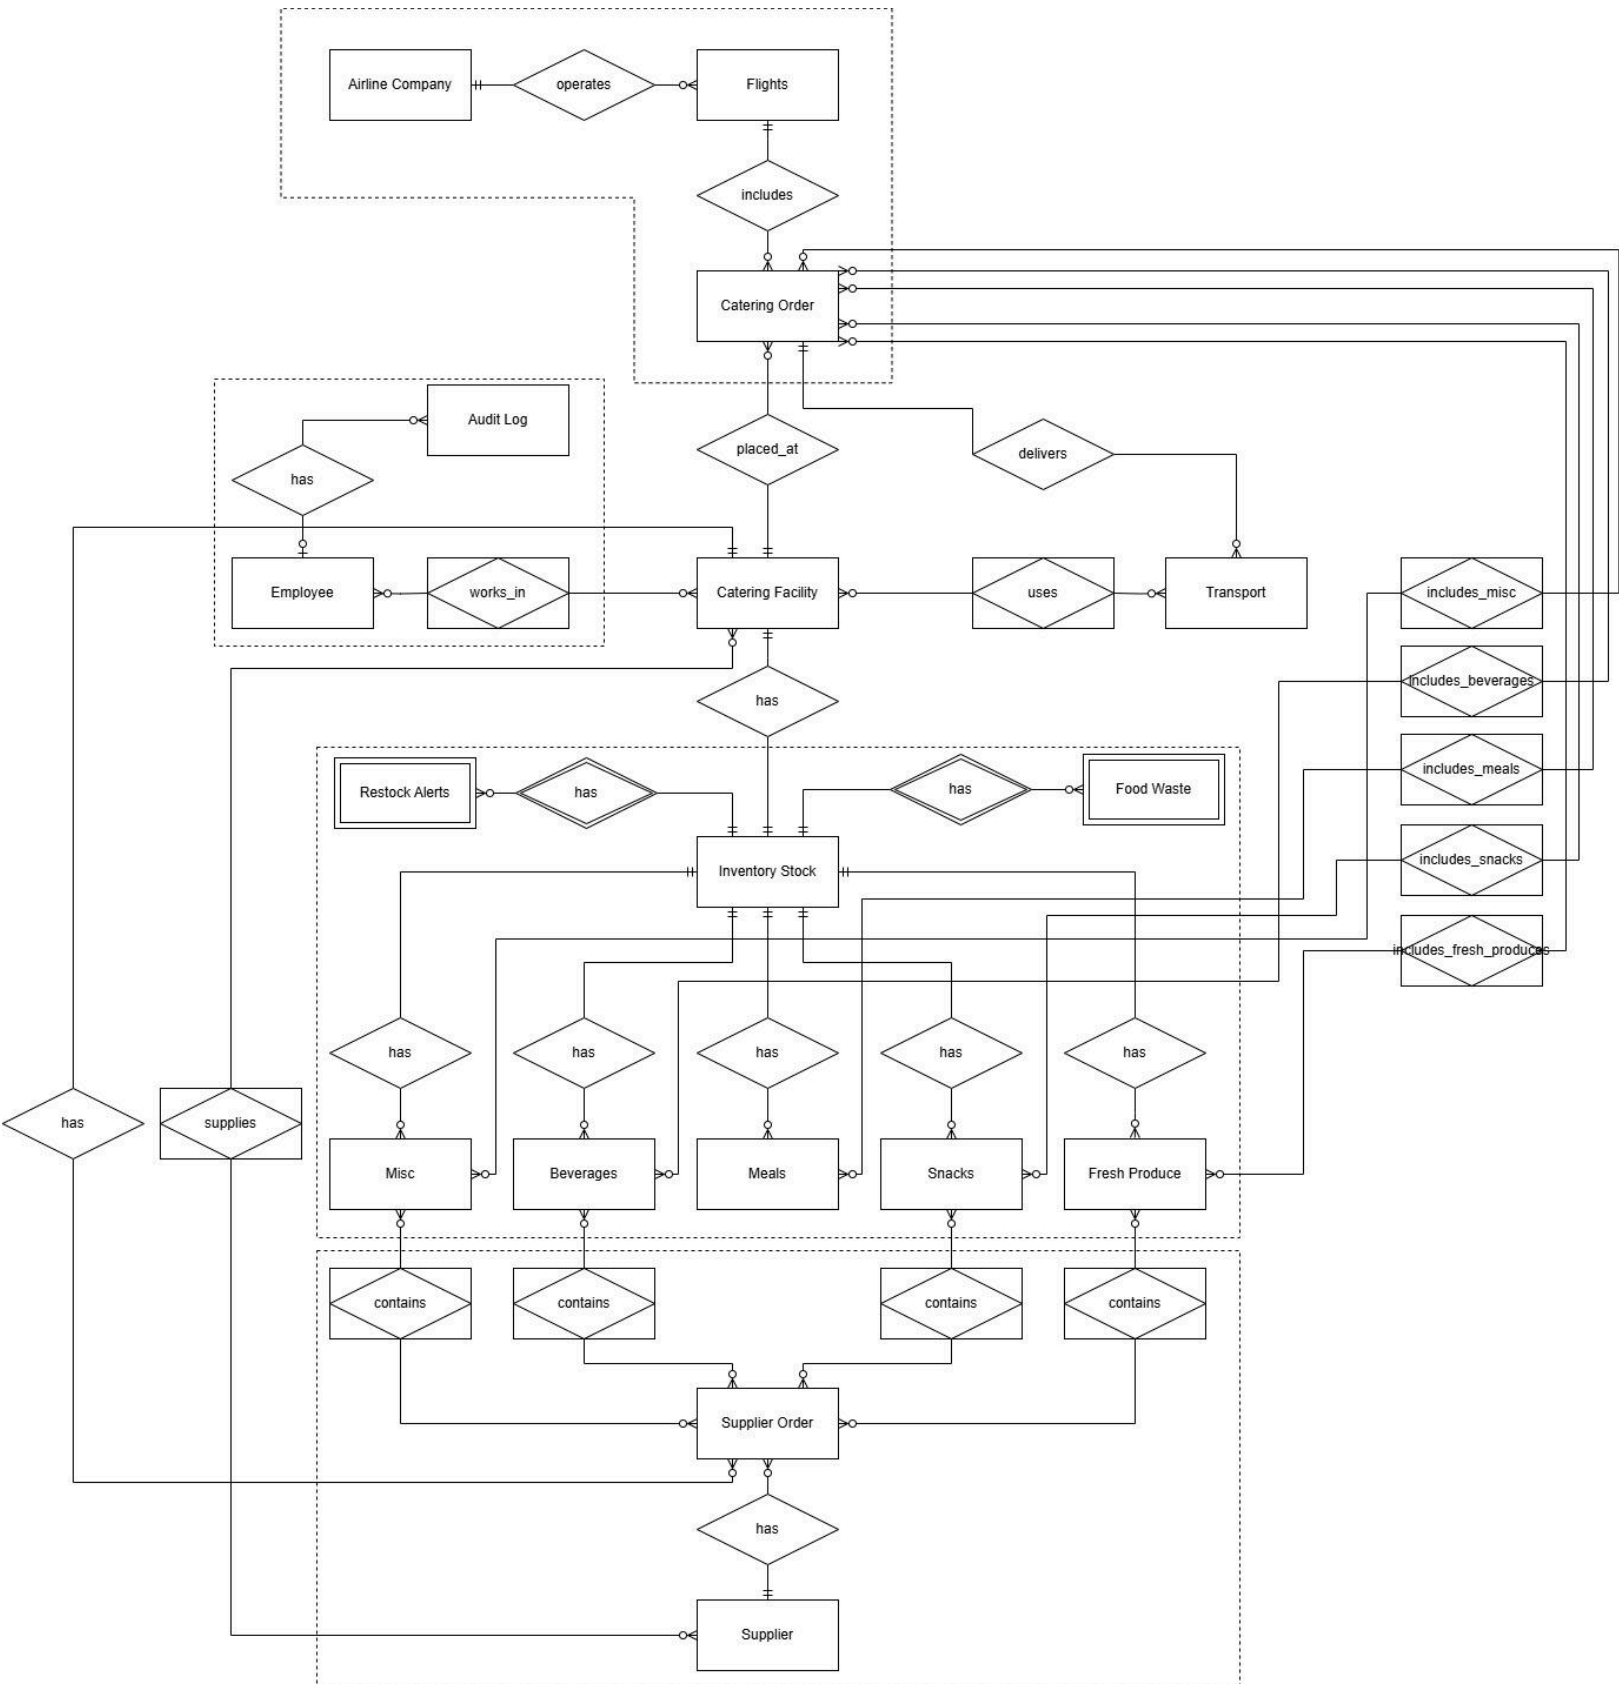 Airline Company
operates
Flights
includes
Catering Order
Audit Log
placed_at
delivers
has
Employee
works_in
Catering Facility
uses
Transport
includes_misc
includes_beverages
has
includes_meals
Restock Alerts
has
has
Food Waste
includes_snacks
Inventory Stock
includes_fresh_produces
has
has
has
has
has
has
supplies
Misc
Beverages
Meals
Snacks
Fresh Produce
contains
contains
contains
contains
Supplier Order
has
Supplier